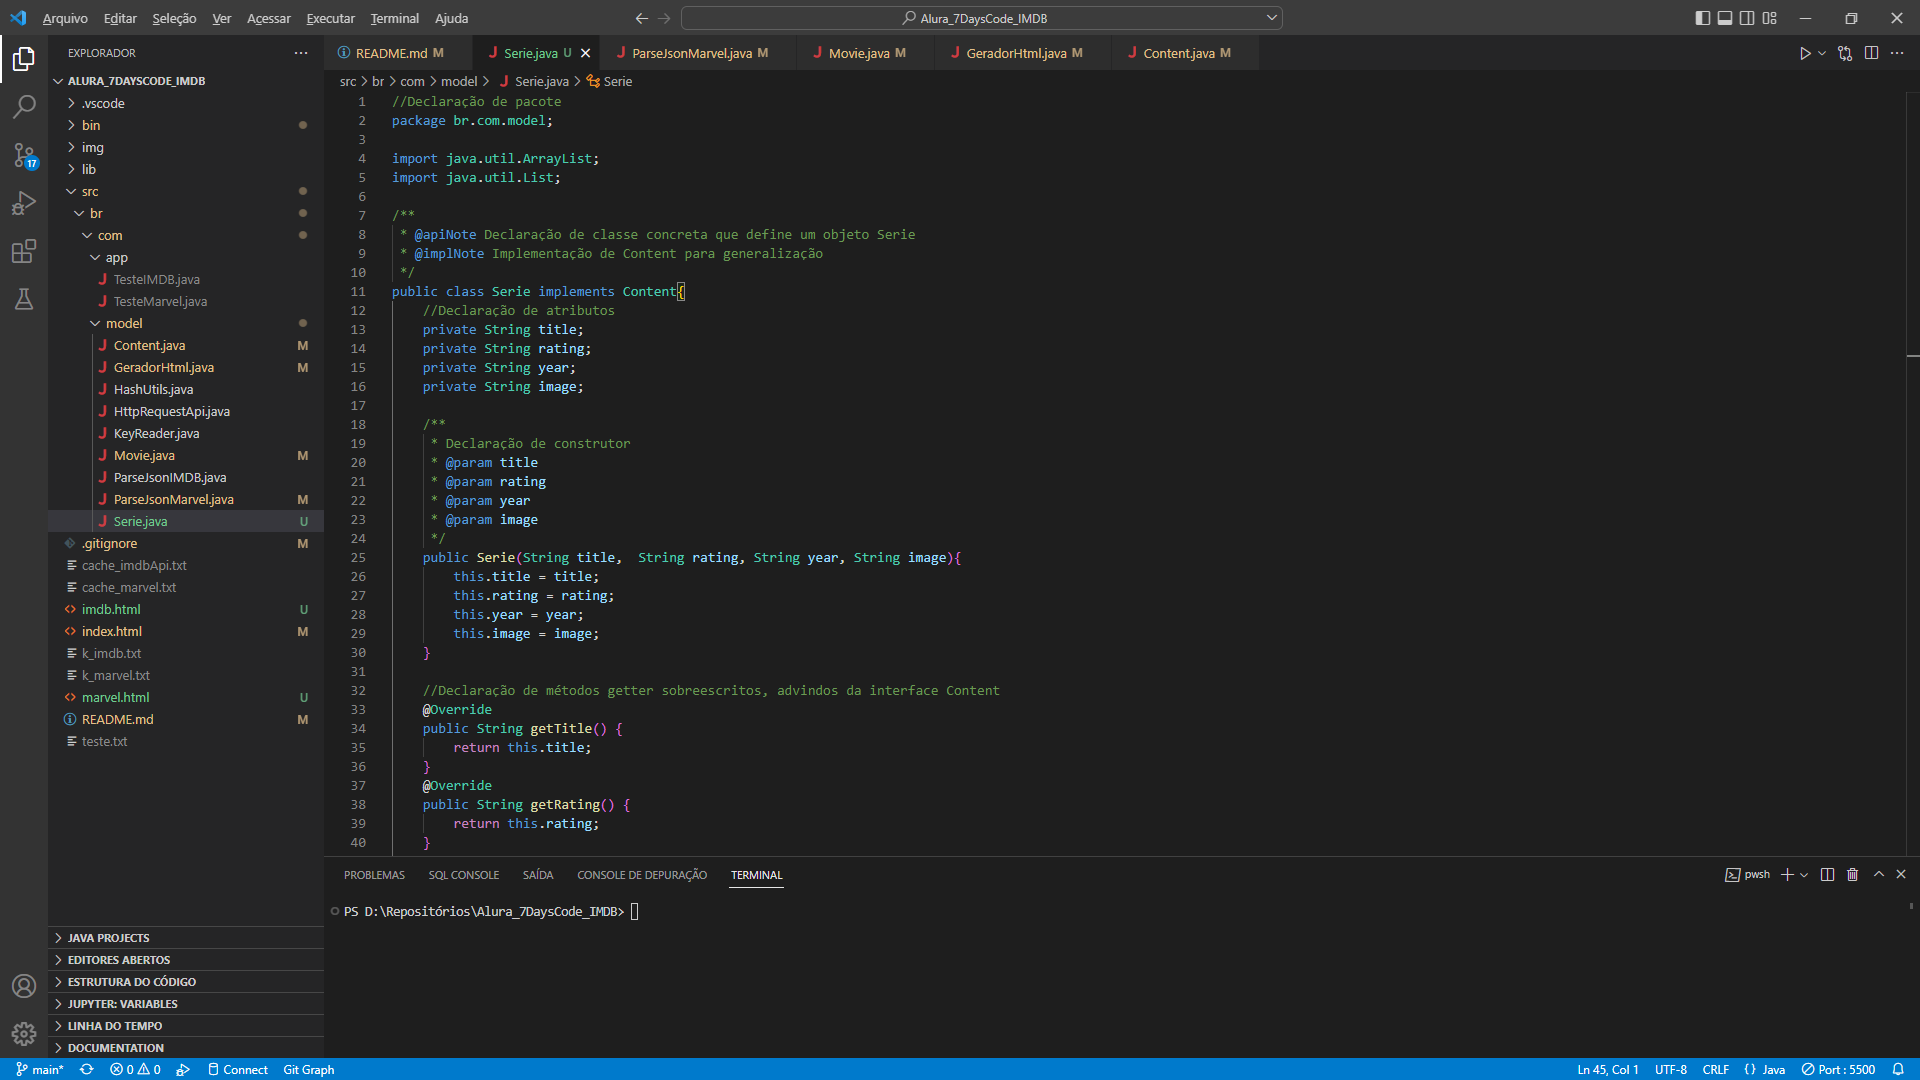 Arquivo Editar Seleção Ver Acessar Executar Terminal Ajuda
Alura_7DaysCode_IMDB
EXPLORADOR
ALURA_7DAYSCODE_IMDB
.vscode
bin
img
lib
src
br
com
app
TesteIMDB.java
TesteMarvel.java
model
Content.java M
GeradorHtml.java M
HashUtils.java
HttpRequestApi.java
KeyReader.java
Movie.java M
ParseJsonIMDB.java
ParseJsonMarvel.java M
Serie.java U
.gitignore M
cache_imdbApi.txt
cache_marvel.txt
imdb.html U
index.html M
k_imdb.txt
k_marvel.txt
marvel.html U
README.md M
teste.txt
JAVA PROJECTS
EDITORES ABERTOS
ESTRUTURA DO CÓDIGO
JUPYTER: VARIABLES
LINHA DO TEMPO
DOCUMENTATION
17
README.md M Serie.java U ParseJsonMarvel.java M Movie.java M GeradorHtml.java M Content.java M
src > br > com > model > Serie.java > Serie
1 //Declaração de pacote
2 package br.com.model;
3
4 import java.util.ArrayList;
5 import java.util.List;
6
7 /**
8 * @apiNote Declaração de classe concreta que define um objeto Serie
9 * @implNote Implementação de Content para generalização
10 */
11 public class Serie implements Content{
12 //Declaração de atributos
13 private String title;
14 private String rating;
15 private String year;
16 private String image;
17
18 /**
19 * Declaração de construtor
20 * @param title
21 * @param rating
22 * @param year
23 * @param image
24 */
25 public Serie(String title,  String rating, String year, String image){
26 this.title = title;
27 this.rating = rating;
28 this.year = year;
29 this.image = image;
30 }
31
32 //Declaração de métodos getter sobreescritos, advindos da interface Content
33 @Override
34 public String getTitle() {
35 return this.title;
36 }
37 @Override
38 public String getRating() {
39 return this.rating;
40 }
PROBLEMAS SQL CONSOLE SAÍDA CONSOLE DE DEPURAÇÃO TERMINAL
pwsh
PS D:\Repositórios\Alura_7DaysCode_IMDB>
main* 0 0 Connect Git Graph
Ln 45, Col 1 UTF-8 CRLF {} Java Port : 5500